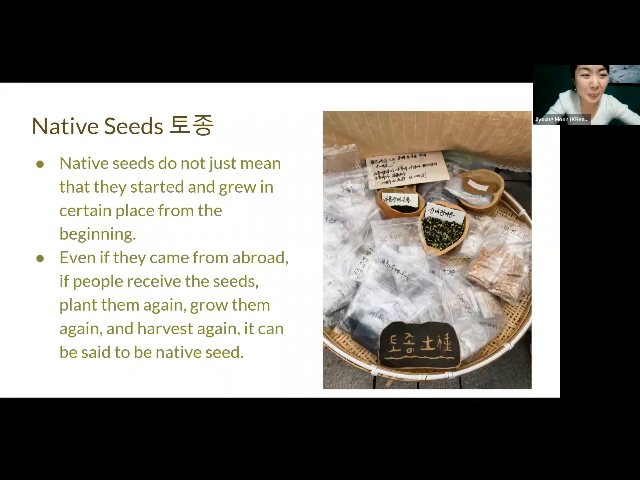 Native Seeds 토종
● Native seeds do not just mean
that they started and grew in
certain place from the
beginning.
● Even if they came from abroad,
if people receive the seeds,
plant them again, grow them
again, and harvest again, it can
be said to be native seed.
토종 土種